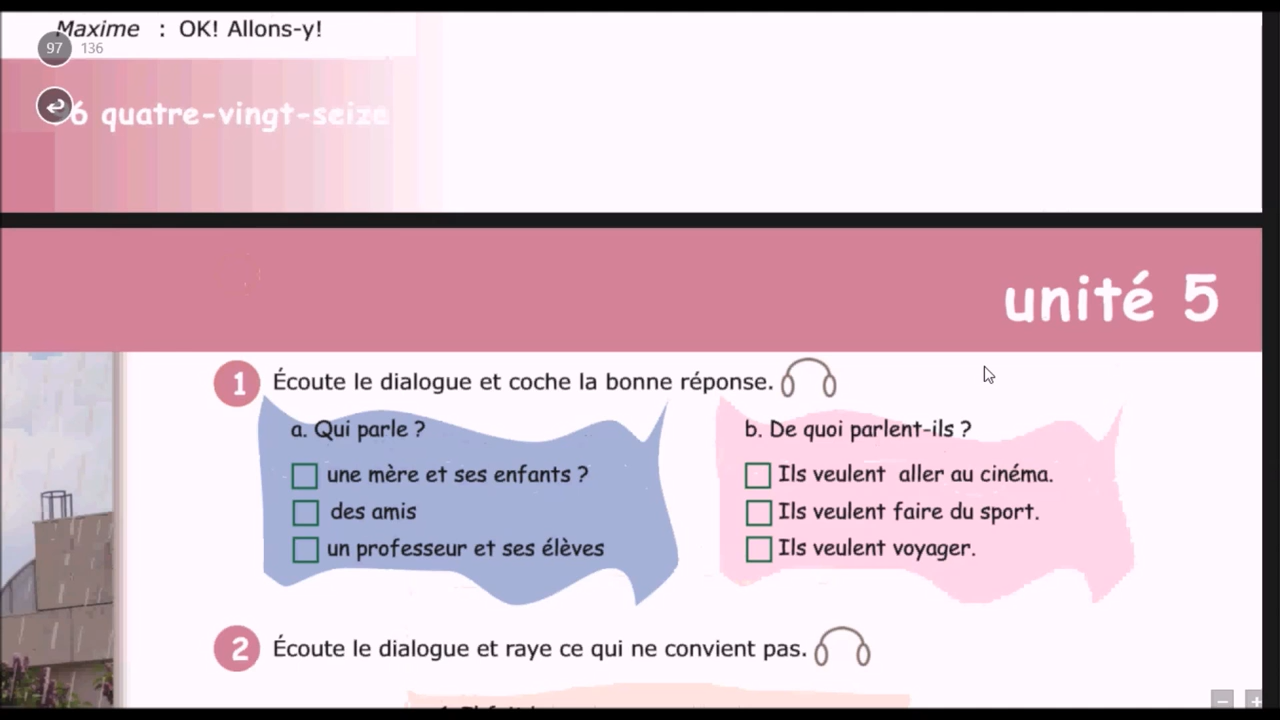 Maxime : OK! Allons-y!
97 136
6 quatre-vingt-seize
unité 5
1 Écoute le dialogue et coche la bonne réponse.
a. Qui parle ?
une mère et ses enfants ?
des amis
un professeur et ses élèves
b. De quoi parlent-ils ?
Ils veulent aller au cinéma.
Ils veulent faire du sport.
Ils veulent voyager.
2 Écoute le dialogue et raye ce qui ne convient pas.